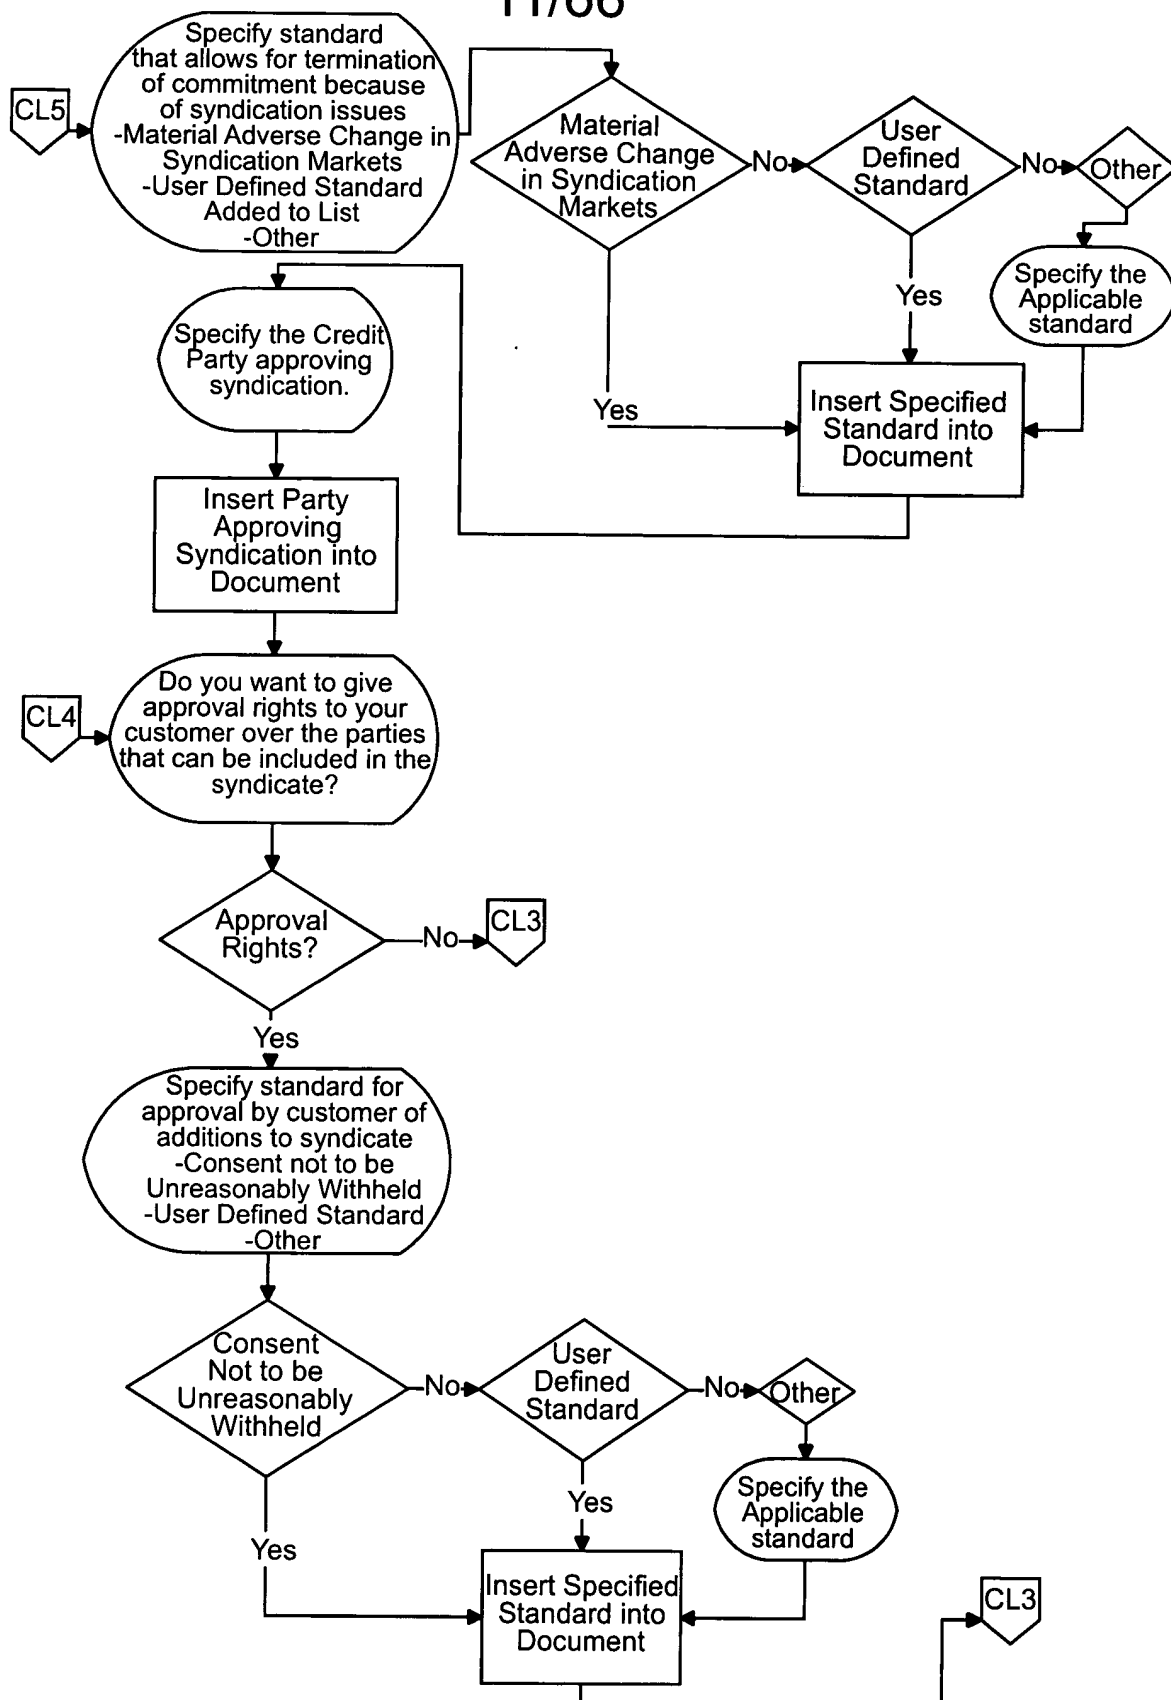 11/66
CL5
Specify standard
that allows for termination
of commitment because
of syndication issues
-Material Adverse Change in
Syndication Markets
-User Defined Standard
Added to List
-Other
Material
Adverse Change
in Syndication
Markets
No
User
Defined
Standard
No
Other
Yes
Yes
Specify the
Applicable
standard
Insert Specified
Standard into
Document
Specify the Credit
Party approving
syndication.
Insert Party
Approving
Syndication into
Document
CL4
Do you want to give
approval rights to your
customer over the parties
that can be included in the
syndicate?
Approval
Rights?
No
CL3
Yes
Specify standard for
approval by customer of
additions to syndicate
-Consent not to be
Unreasonably Withheld
-User Defined Standard
-Other
Consent
Not to be
Unreasonably
Withheld
No
User
Defined
Standard
No
Other
Yes
Yes
Specify the
Applicable
standard
Insert Specified
Standard into
Document
CL3